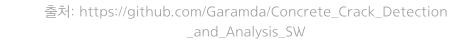 출처: https://github.com/Garamda/Concrete_Crack_Detection
_and_Analysis_SW